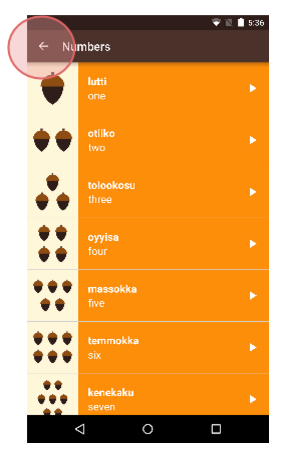 5:36
Numbers
lutti
one
otiiko
two
tolookosu
three
oyyisa
four
massokka
five
temmokka
six
kenekaku
seven